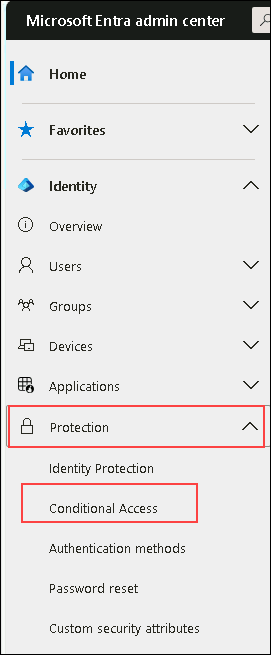 Microsoft Entra admin center
Home
Favorites
Identity
Overview
Users
Groups
Devices
Applications
Protection
Identity Protection
Conditional Access
Authentication methods
Password reset
Custom security attributes